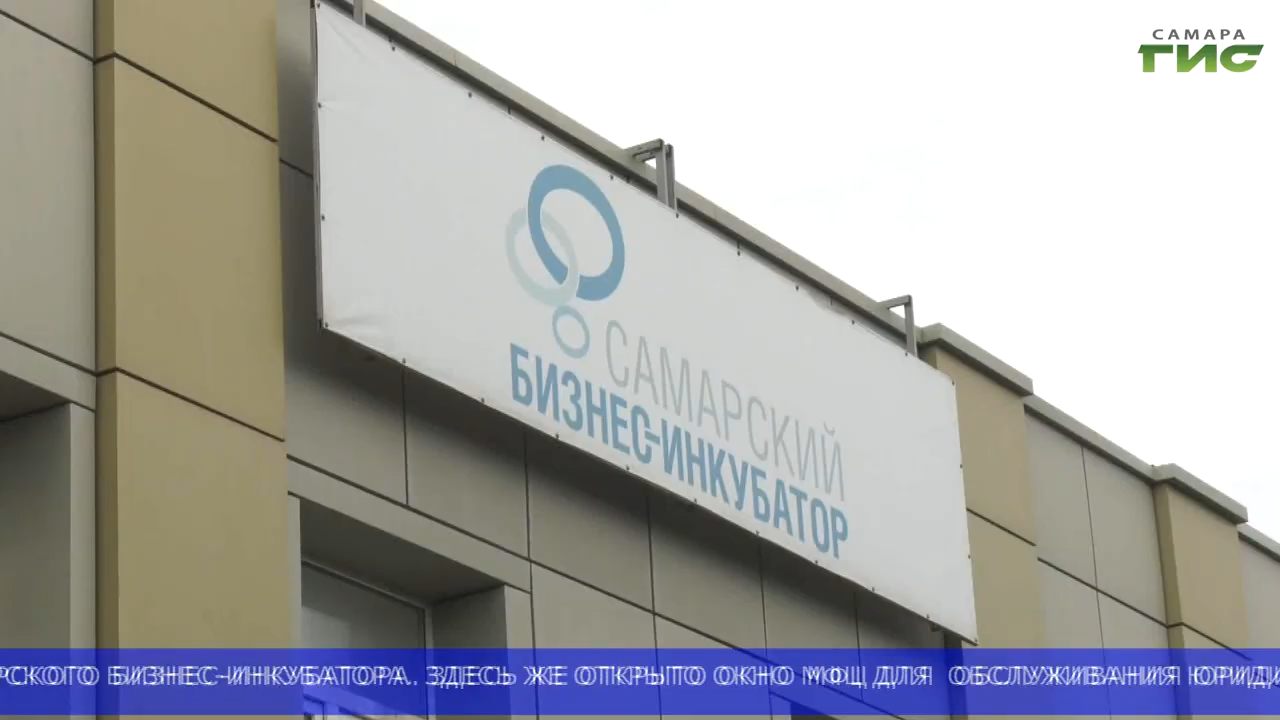 САМАРА
ГИС
САМАРСКИЙ
БИЗНЕС-ИНКУБАТОР
РСКОГО БИЗНЕС-ИНКУБАТОРА. ЗДЕСЬ ЖЕ ОТКРЫТО ОКНО МФЦ ДЛЯ ОБСЛУЖИВАНИЯ ЮРИДИ